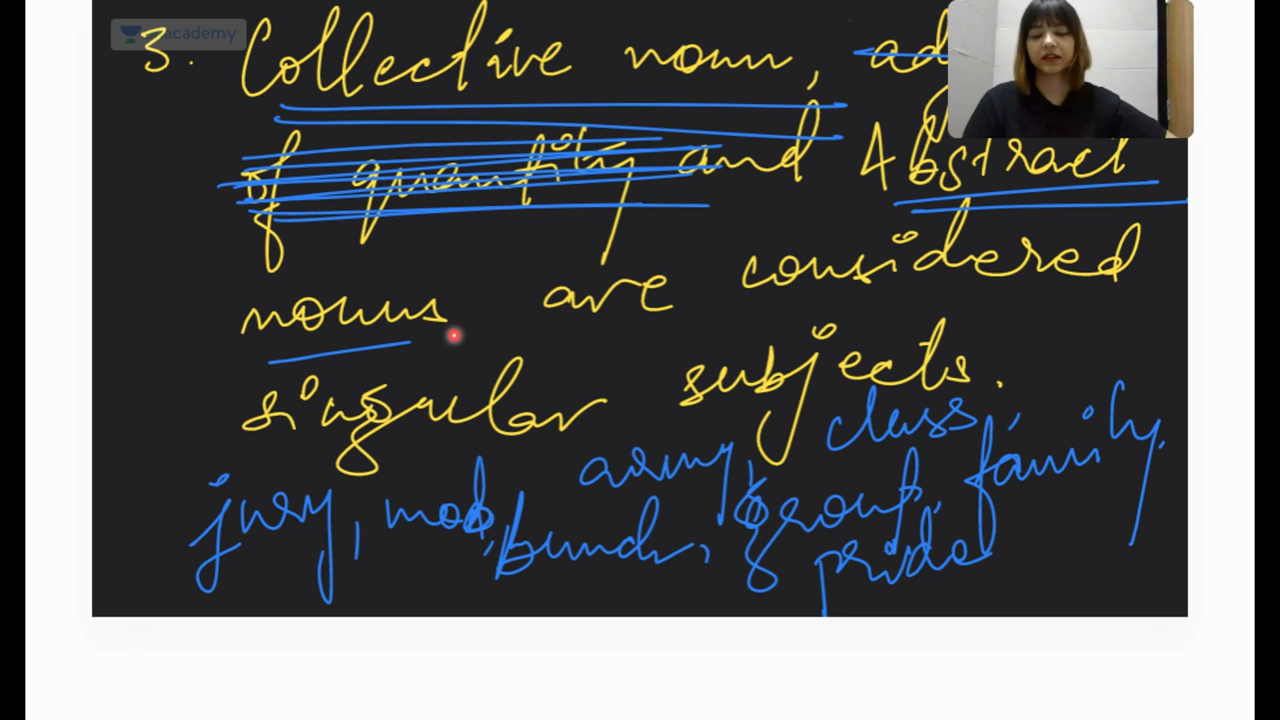 academy
3. Collective noun, ad
of quantity and Abstract
nouns are considered
singular subjects.
jury, mob, army, class,
bunch, group, family.
pride